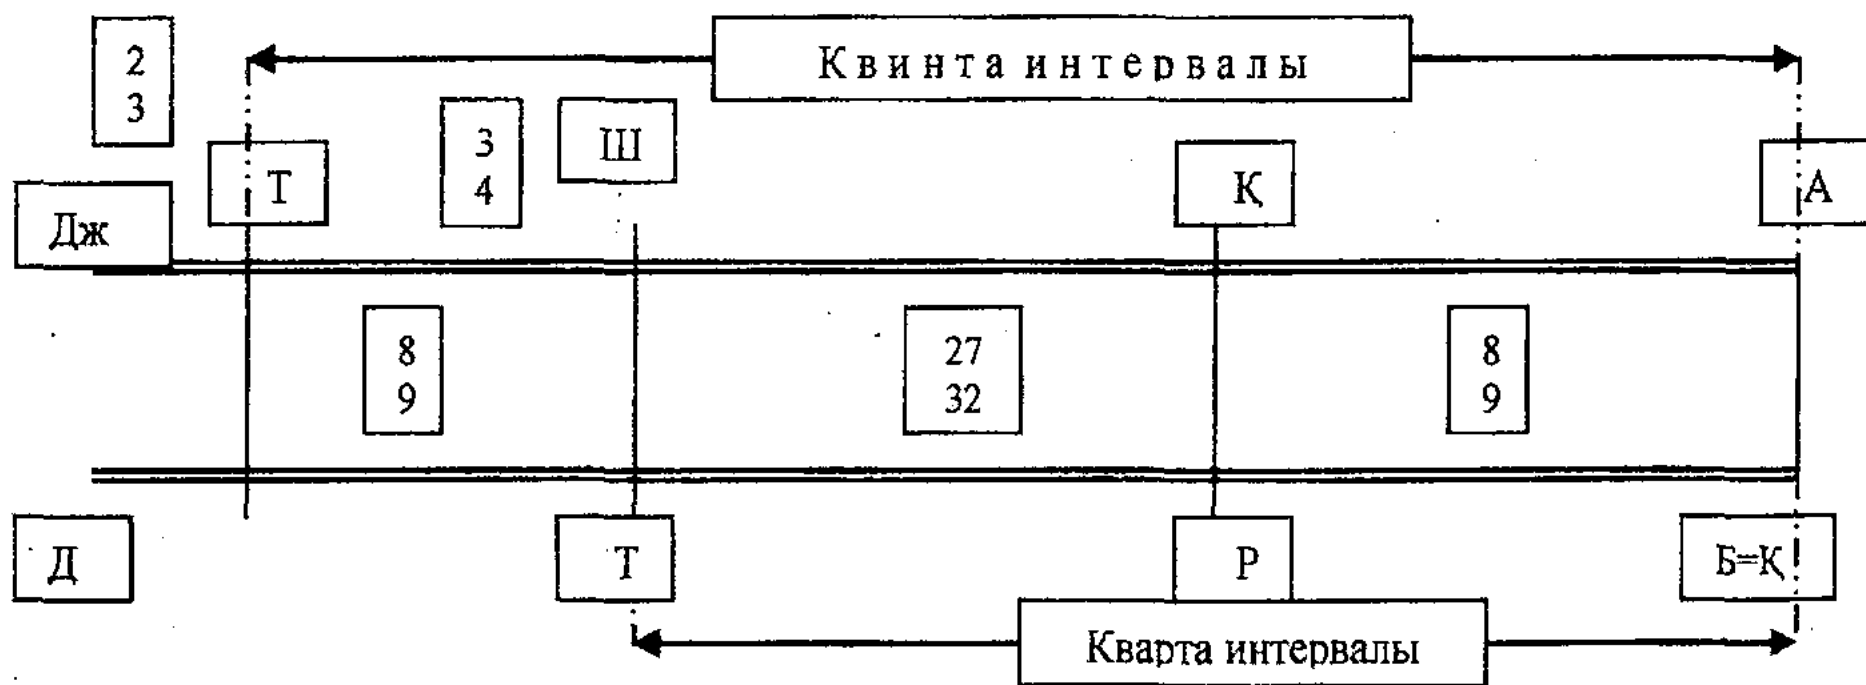 2
3
Квинта интервалы
3
4
Ш
Т
Қ
А
Дж
8
9
27
32
8
9
Д
Т
Р
Б=Қ
Кварта интервалы